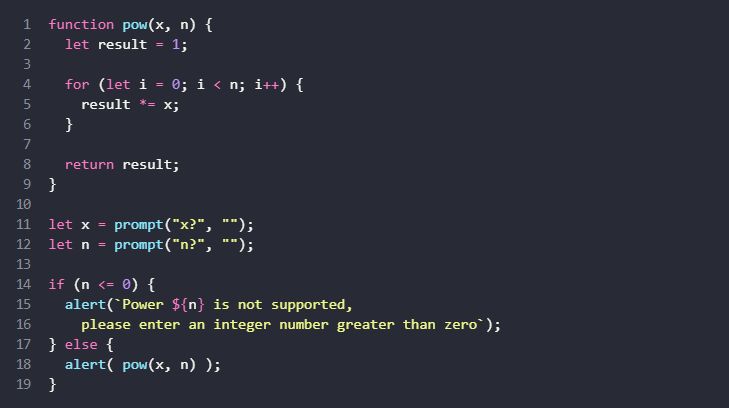 1 function pow(x, n) {
2   let result = 1;
3
4   for (let i = 0; i < n; i++) {
5     result *= x;
6   }
7
8   return result;
9 }
10
11 let x = prompt("x?", "");
12 let n = prompt("n?", "");
13
14 if (n <= 0) {
15   alert(`Power ${n} is not supported,
16     please enter an integer number greater than zero`);
17 } else {
18   alert( pow(x, n) );
19 }